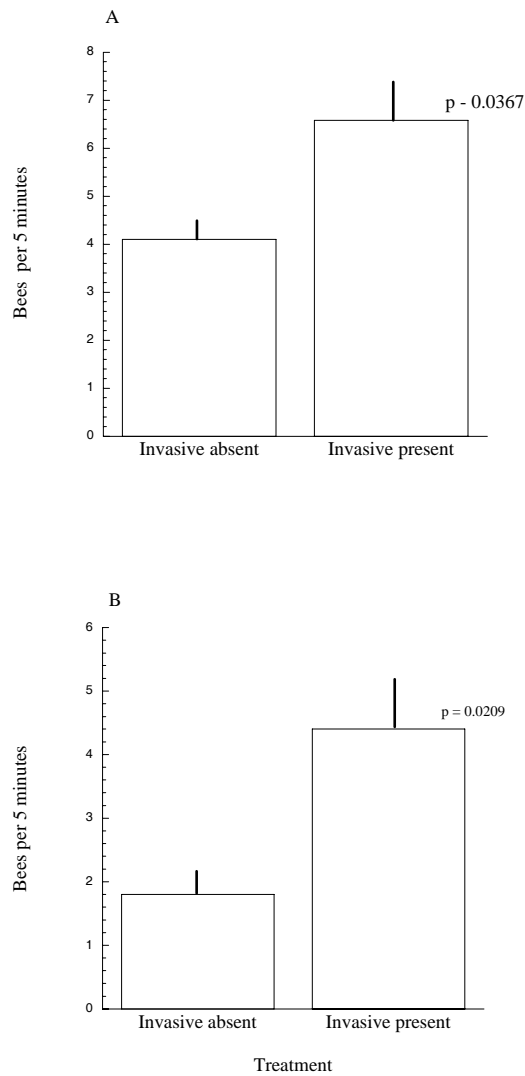 A
8
7
6
5
4
3
2
1
0
Bees per 5 minutes
p - 0.0367
Invasive absent Invasive present
B
6
5
4
3
2
1
0
Bees per 5 minutes
p = 0.0209
Invasive absent Invasive present
Treatment